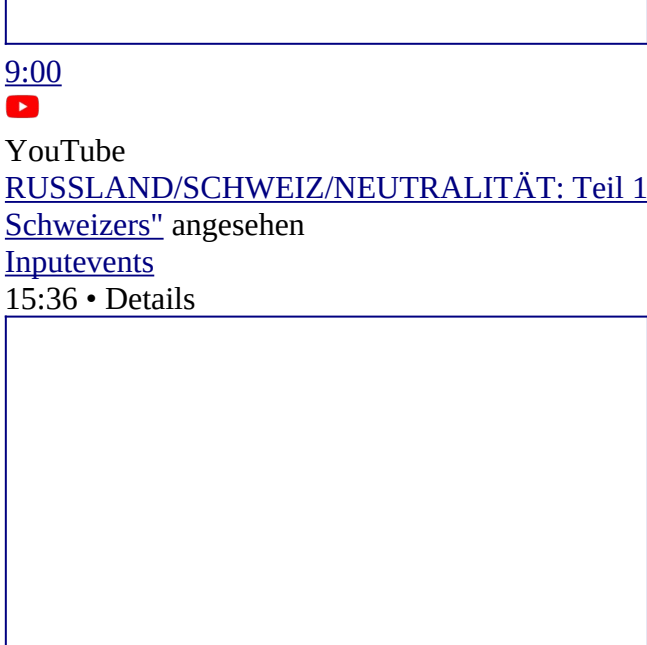 9:00
YouTube
RUSSLAND/SCHWEIZ/NEUTRALITÄT: Teil 1
Schweizers" angesehen
Inputevents
15:36 • Details